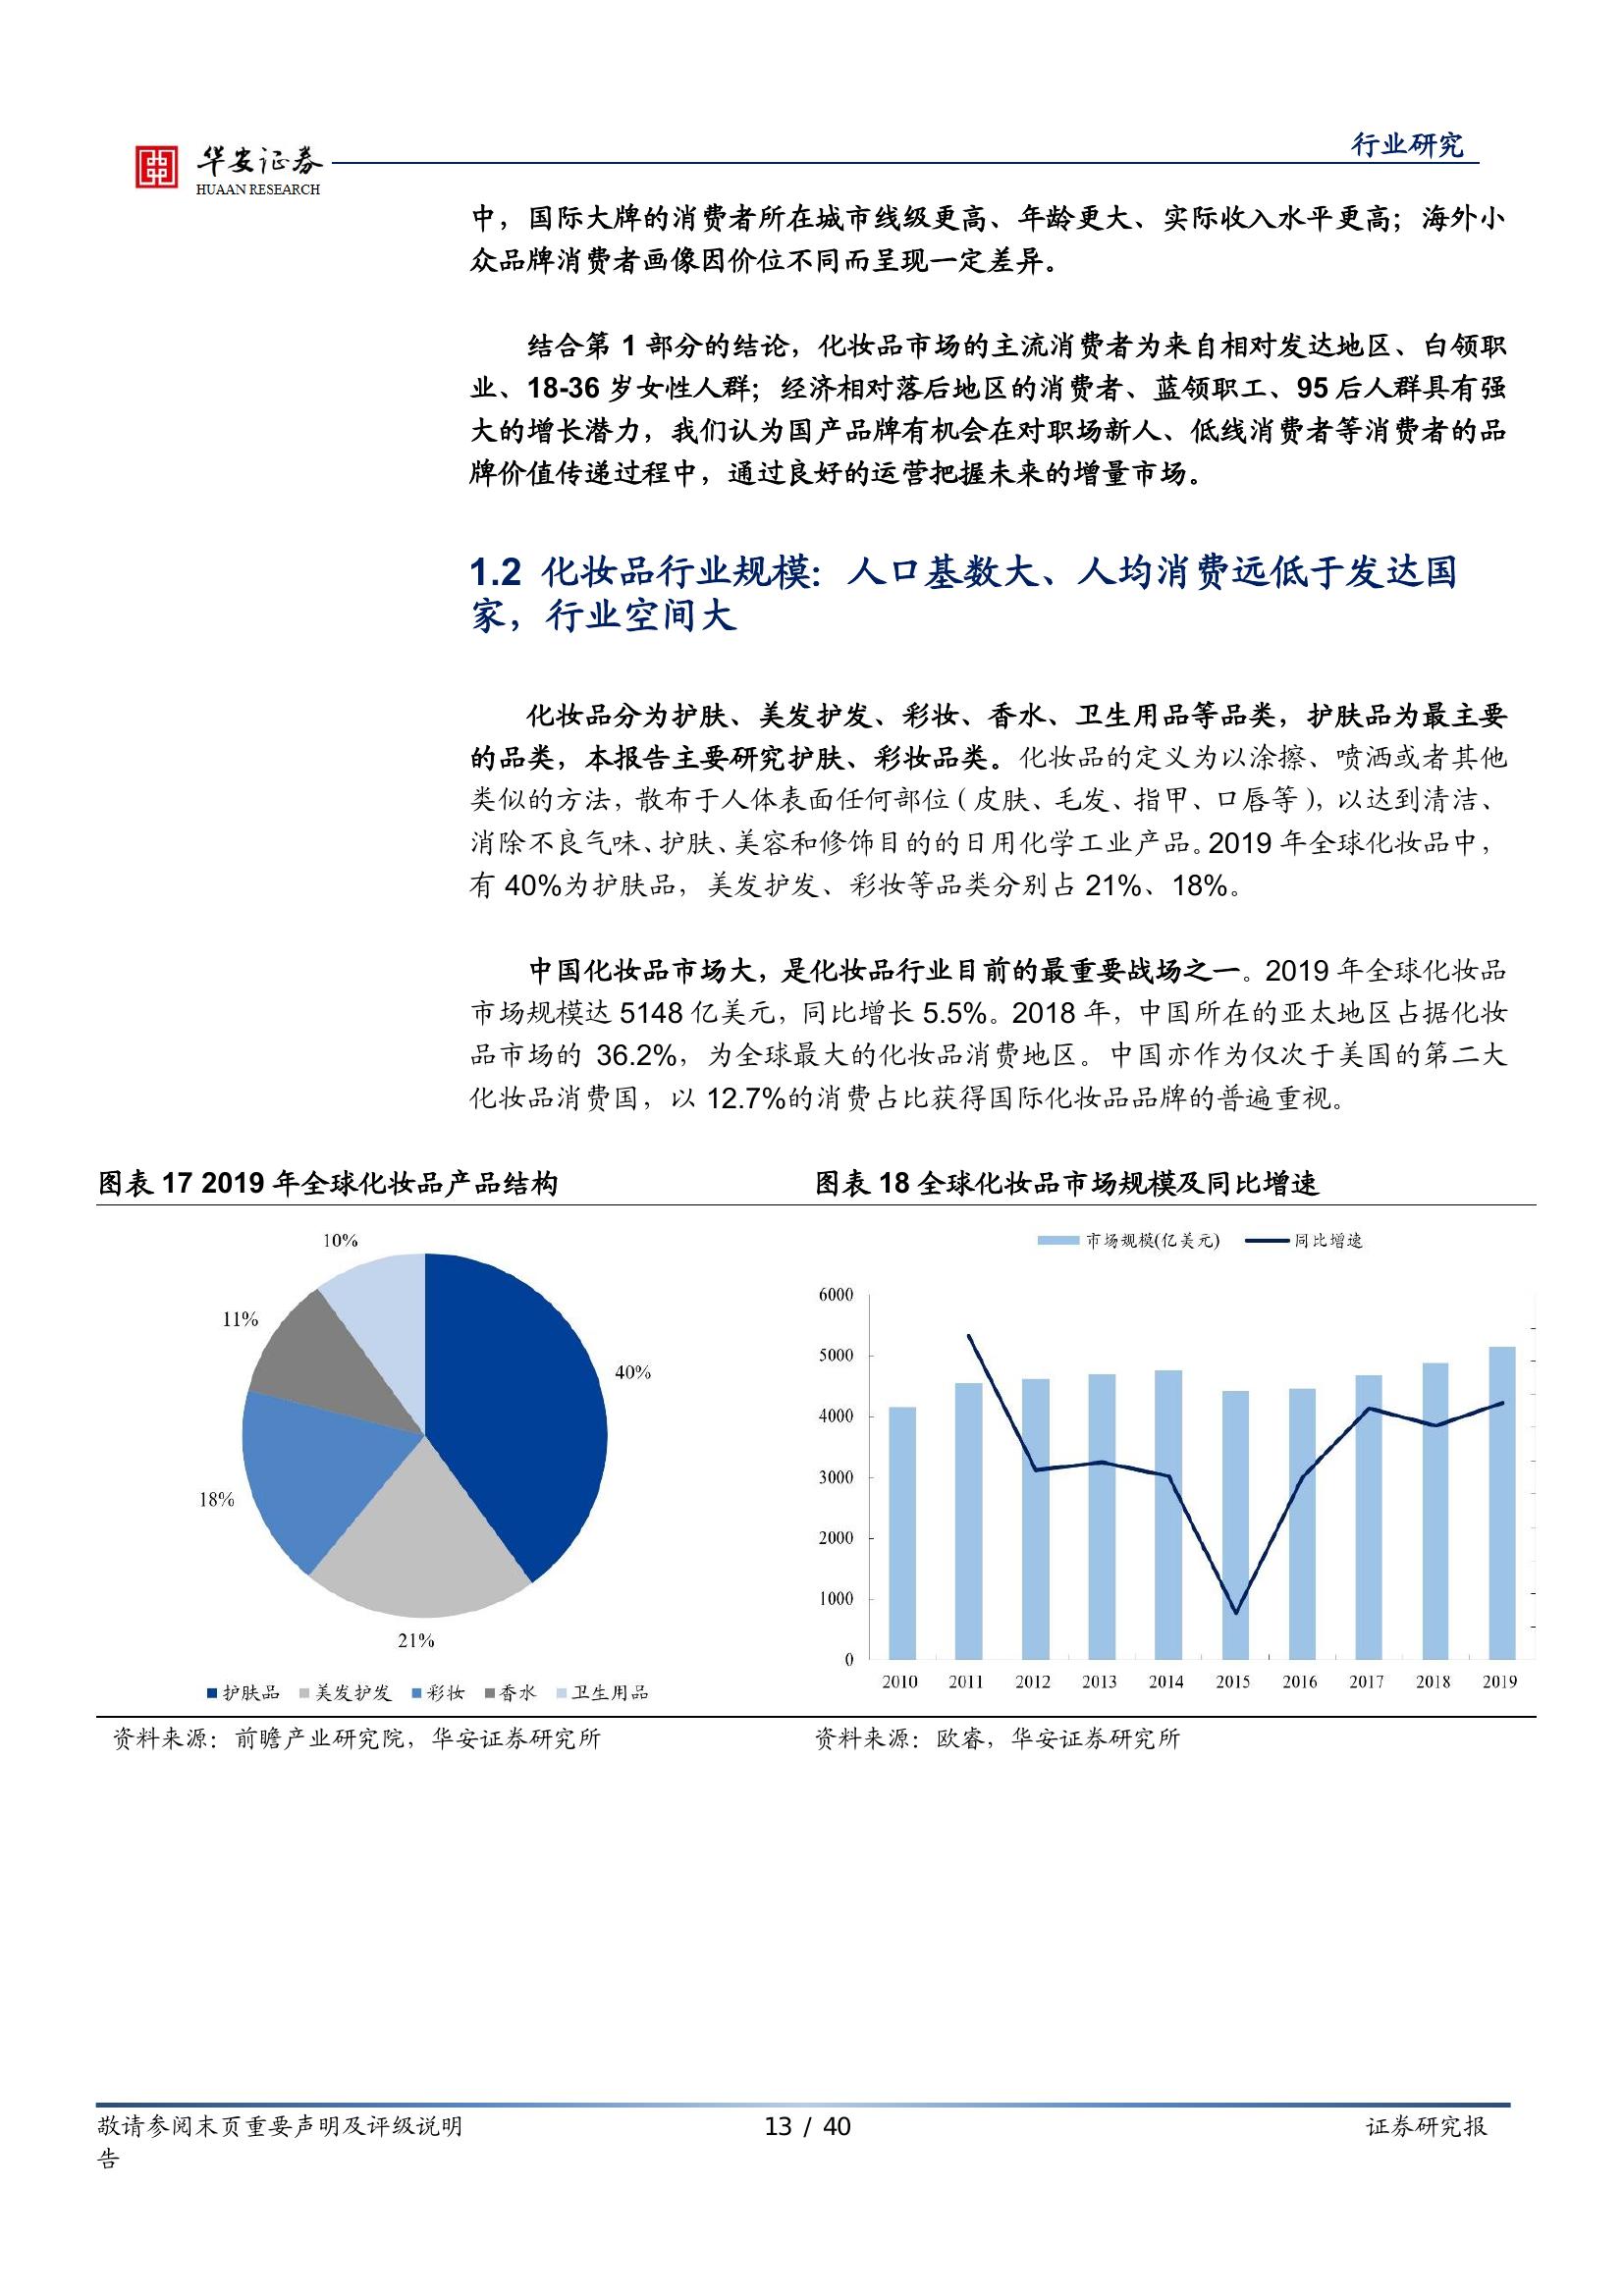 华安证券
HUAAN RESEARCH
行业研究
中，国际大牌的消费者所在城市线级更高、年龄更大、实际收入水平更高；海外小
众品牌消费者画像因价位不同而呈现一定差异。
结合第 1 部分的结论，化妆品市场的主流消费者为来自相对发达地区、白领职
业、18-36 岁女性人群；经济相对落后地区的消费者、蓝领职工、95 后人群具有强
大的增长潜力，我们认为国产品牌有机会在对职场新人、低线消费者等消费者的品
牌价值传递过程中，通过良好的运营把握未来的增量市场。
1.2 化妆品行业规模：人口基数大、人均消费远低于发达国
家，行业空间大
化妆品分为护肤、美发护发、彩妆、香水、卫生用品等品类，护肤品为最主要
的品类，本报告主要研究护肤、彩妆品类。化妆品的定义为以涂擦、喷洒或者其他
类似的方法，散布于人体表面任何部位（皮肤、毛发、指甲、口唇等），以达到清洁、
消除不良气味、护肤、美容和修饰目的的日用化学工业产品。2019 年全球化妆品中，
有 40%为护肤品，美发护发、彩妆等品类分别占 21%、18%。
中国化妆品市场大，是化妆品行业目前的最重要战场之一。2019 年全球化妆品
市场规模达 5148 亿美元，同比增长 5.5%。2018 年，中国所在的亚太地区占据化妆
品市场的 36.2%，为全球最大的化妆品消费地区。中国亦作为仅次于美国的第二大
化妆品消费国，以 12.7%的消费占比获得国际化妆品品牌的普遍重视。
图表 17 2019 年全球化妆品产品结构
10%
11%
40%
18%
21%
护肤品 美发护发 彩妆 香水 卫生用品
资料来源：前瞻产业研究院，华安证券研究所
图表 18 全球化妆品市场规模及同比增速
市场规模(亿美元) 同比增速
6000
5000
4000
3000
2000
1000
0
2010 2011 2012 2013 2014 2015 2016 2017 2018 2019
资料来源：欧睿，华安证券研究所
敬请参阅末页重要声明及评级说明 13 / 40 证券研究报
告